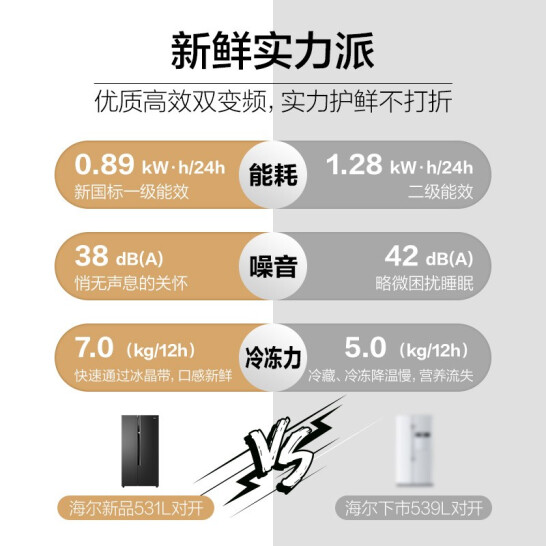 新鲜实力派
优质高效双变频,实力护鲜不打折
0.89 kW·h/24h
新国标一级能效
能耗
1.28 kW·h/24h
二级能效
38 dB(A)
悄无声息的关怀
噪音
42 dB(A)
略微困扰睡眠
7.0 (kg/12h)
快速通过冰晶带,口感新鲜
冷冻力
5.0 (kg/12h)
冷藏、冷冻降温慢,营养流失
VS
海尔新品531L对开
海尔下市539L对开